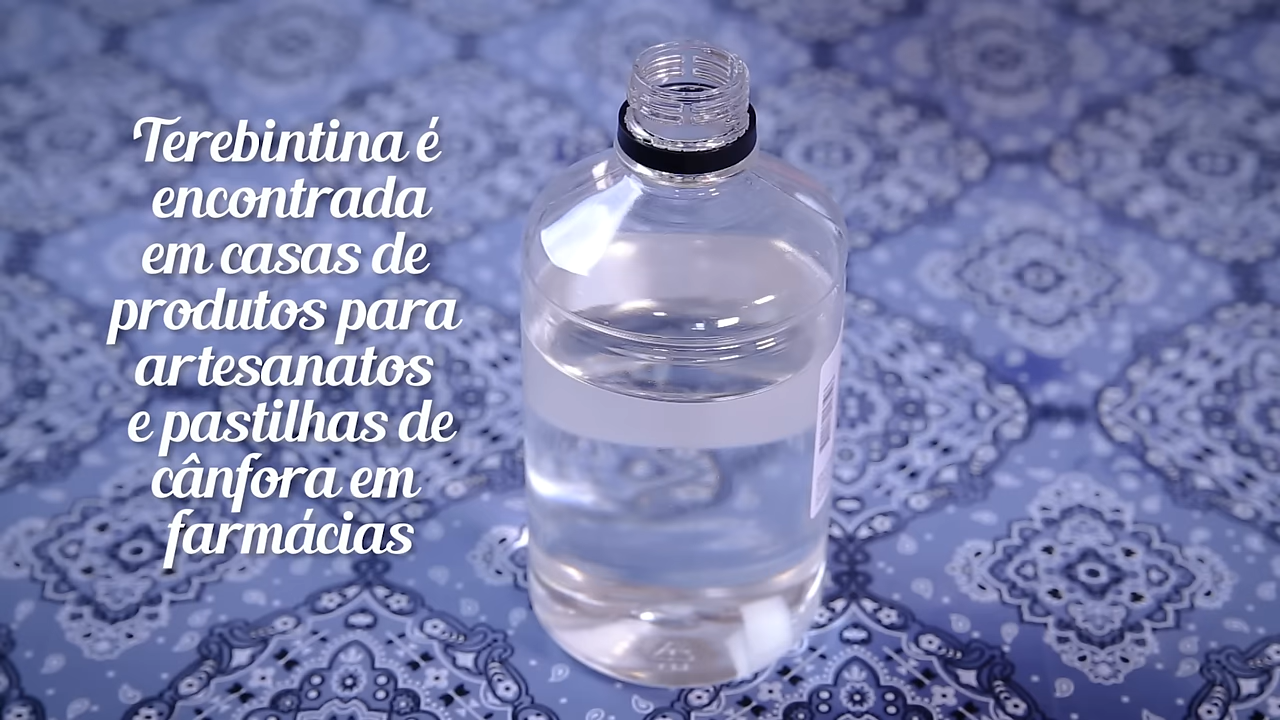 Terebintina é
encontrada
em casas de
produtos para
artesanatos
e pastilhas de
cânfora em
farmácias